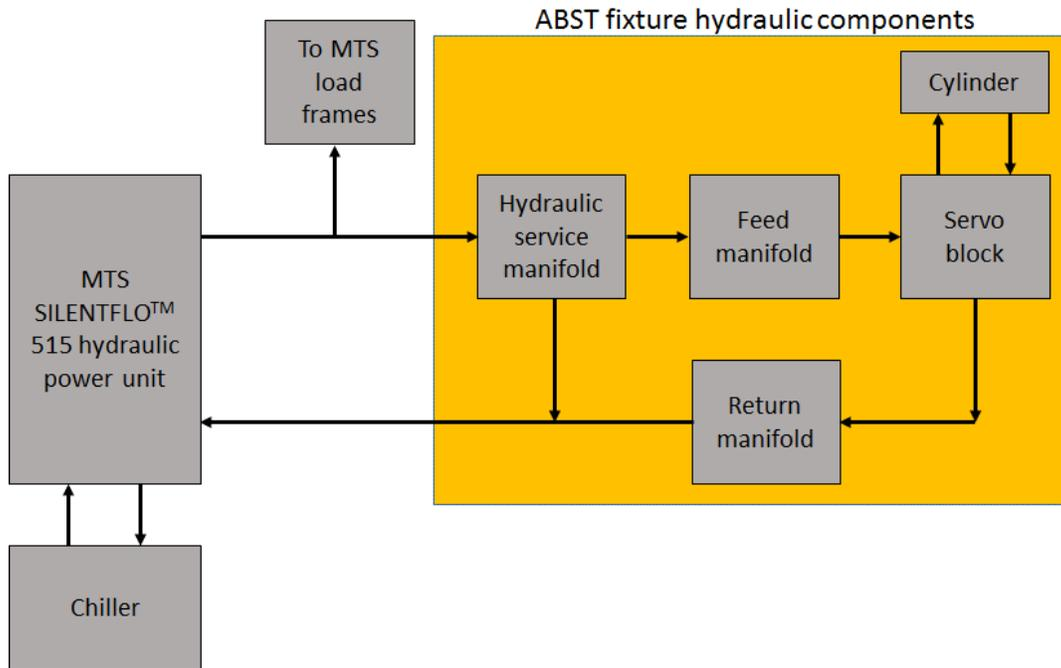 ABST fixture hydraulic components
To MTS
load
frames
Cylinder
Hydraulic
service
manifold
Feed
manifold
Servo
block
MTS
SILENTFLO™
515 hydraulic
power unit
Return
manifold
Chiller